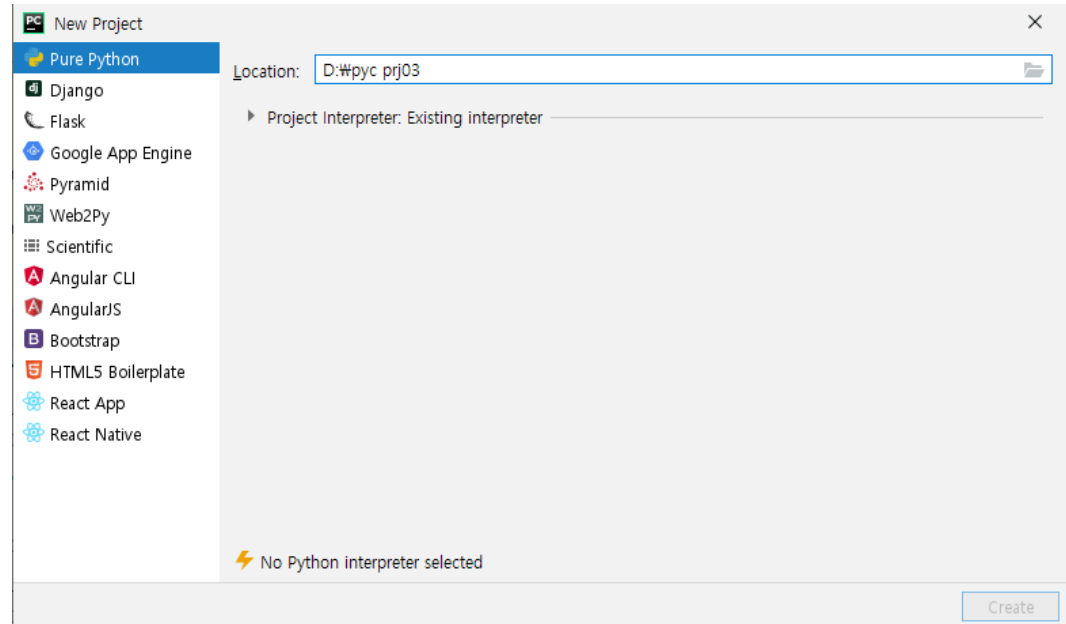 New Project
Pure Python
Django
Flask
Google App Engine
Pyramid
Web2Py
Scientific
Angular CLI
AngularJS
Bootstrap
HTML5 Boilerplate
React App
React Native
Location: D:₩pyc prj03
Project Interpreter: Existing interpreter
No Python interpreter selected
Create